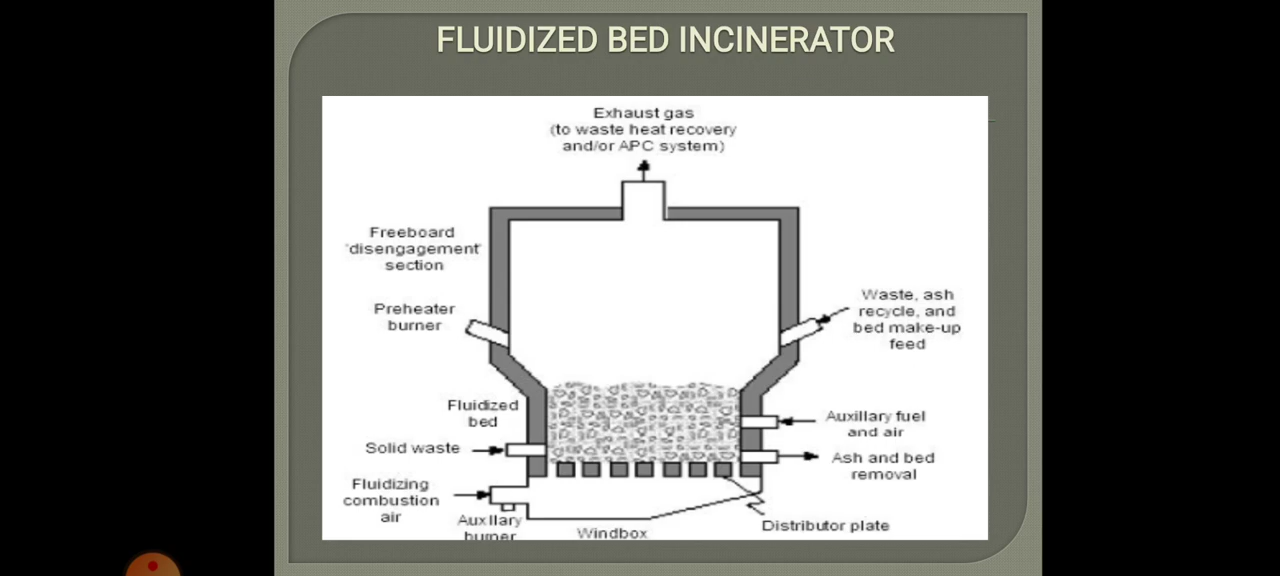 FLUIDIZED BED INCINERATOR
Exhaust gas
(to waste heat recovery
and/or APC system)
Freeboard
'disengagement'
section
Preheater
burner
Waste, ash
recycle, and
bed make-up
feed
Fluidized
bed
Auxillary fuel
and air
Solid waste
Ash and bed
removal
Fluidizing
combustion
air
Auxllary
burner
Windbox
Distributor plate